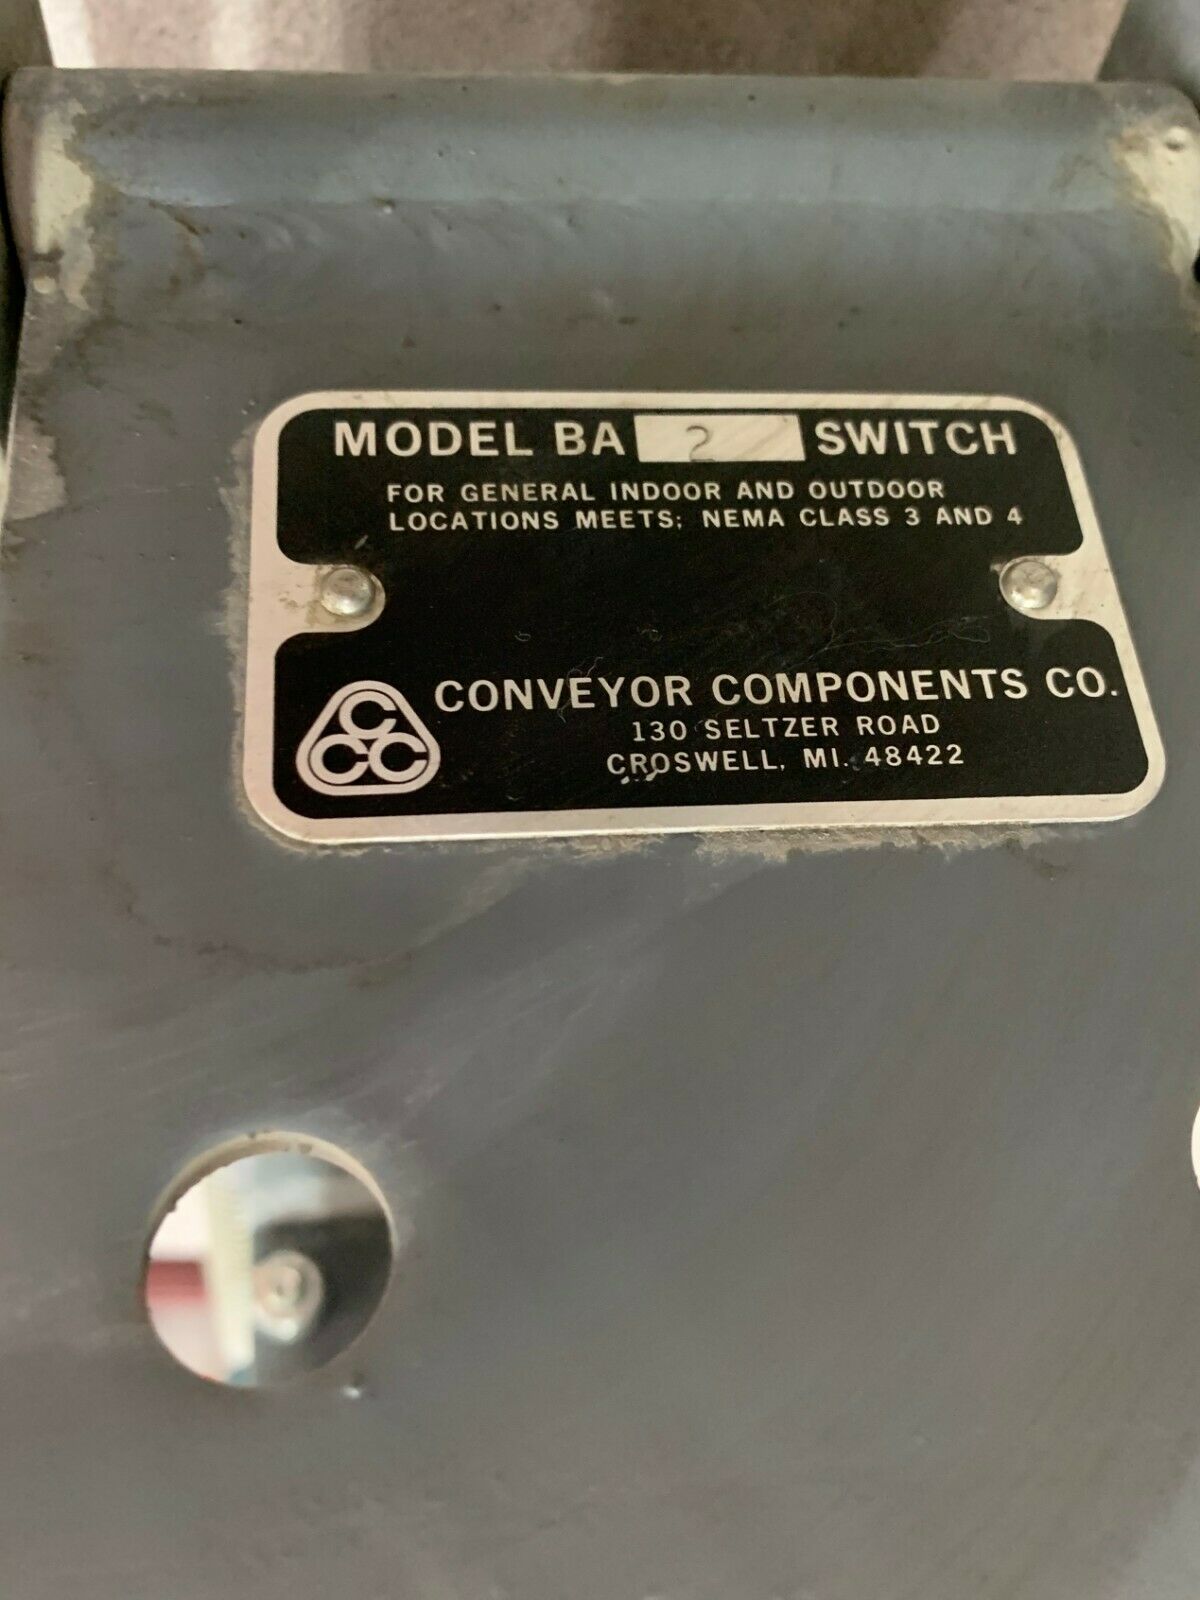 MODEL BA 2 SWITCH
FOR GENERAL INDOOR AND OUTDOOR
LOCATIONS MEETS; NEMA CLASS 3 AND 4
CCC
CONVEYOR COMPONENTS CO.
130 SELTZER ROAD
CROSWELL, MI. 48422